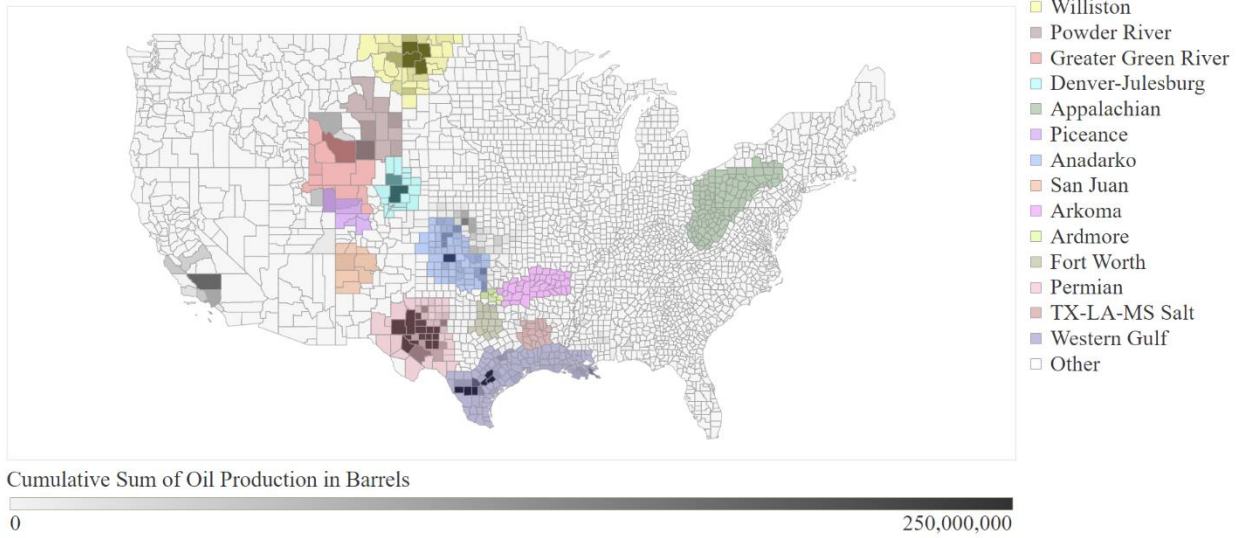 Williston
Powder River
Greater Green River
Denver-Julesburg
Appalachian
Piceance
Anadarko
San Juan
Arkoma
Ardmore
Fort Worth
Permian
TX-LA-MS Salt
Western Gulf
Other
Cumulative Sum of Oil Production in Barrels
0 250,000,000